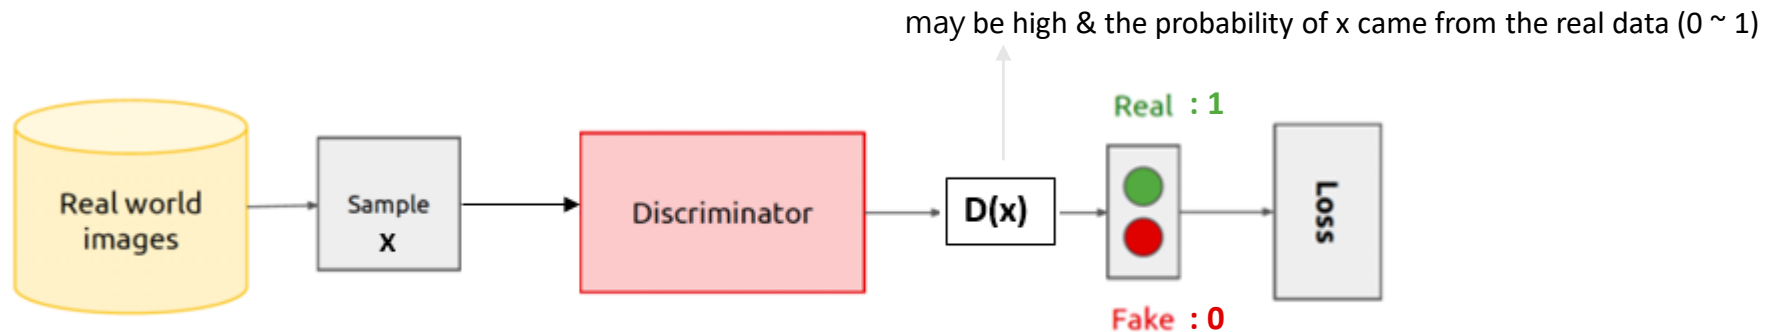 may be high & the probability of x came from the real data (0 ~ 1)
Real : 1
Real world
images
Sample
X
Discriminator
D(x)
Loss
Fake : 0